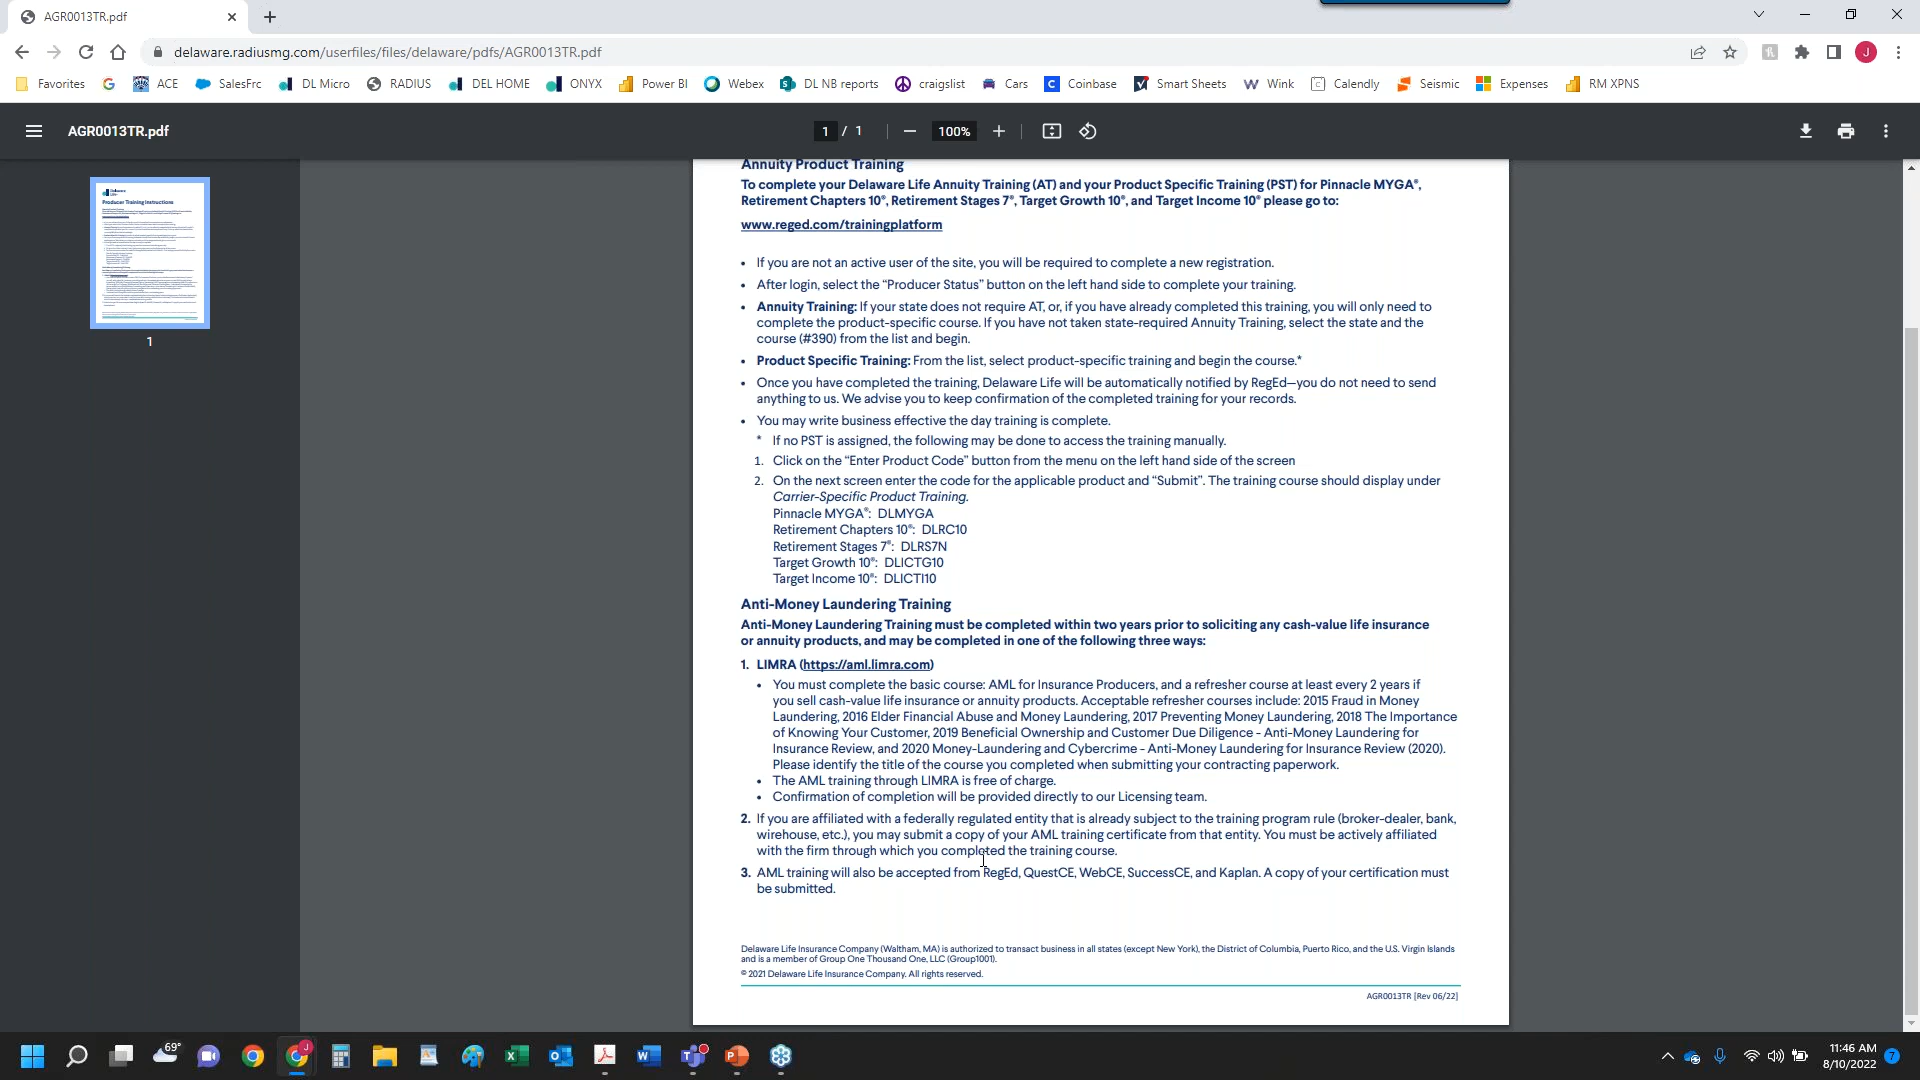 AGR0013TR.pdf
delaware.radiusmg.com/userfiles/files/delaware/pdfs/AGR0013TR.pdf
J
Favorites ACE SalesFrc DL Micro RADIUS DEL HOME ONYX Power BI Webex DL NB reports craigslist Cars Coinbase Smart Sheets Wink Calendly Seismic Expenses RM XPNS
AGR0013TR.pdf 1 / 1 100%
1
Annuity Product Training
To complete your Delaware Life Annuity Training (AT) and your Product Specific Training (PST) for Pinnacle MYGA®,
Retirement Chapters 10®, Retirement Stages 7®, Target Growth 10®, and Target Income 10® please go to:
www.reged.com/trainingplatform
• If you are not an active user of the site, you will be required to complete a new registration.
• After login, select the “Producer Status” button on the left hand side to complete your training.
• Annuity Training: If your state does not require AT, or, if you have already completed this training, you will only need to
complete the product-specific course. If you have not taken state-required Annuity Training, select the state and the
course (#390) from the list and begin.
• Product Specific Training: From the list, select product-specific training and begin the course.*
• Once you have completed the training, Delaware Life will be automatically notified by RegEd—you do not need to send
anything to us. We advise you to keep confirmation of the completed training for your records.
• You may write business effective the day training is complete.
* If no PST is assigned, the following may be done to access the training manually.
1. Click on the “Enter Product Code” button from the menu on the left hand side of the screen
2. On the next screen enter the code for the applicable product and “Submit”. The training course should display under
Carrier-Specific Product Training.
Pinnacle MYGA®: DLMYGA
Retirement Chapters 10®: DLRC10
Retirement Stages 7®: DLRS7N
Target Growth 10®: DLICTG10
Target Income 10®: DLICTI10
Anti-Money Laundering Training
Anti-Money Laundering Training must be completed within two years prior to soliciting any cash-value life insurance
or annuity products, and may be completed in one of the following three ways:
1. LIMRA (https://aml.limra.com)
• You must complete the basic course: AML for Insurance Producers, and a refresher course at least every 2 years if
you sell cash-value life insurance or annuity products. Acceptable refresher courses include: 2015 Fraud in Money
Laundering, 2016 Elder Financial Abuse and Money Laundering, 2017 Preventing Money Laundering, 2018 The Importance
of Knowing Your Customer, 2019 Beneficial Ownership and Customer Due Diligence - Anti-Money Laundering for
Insurance Review, and 2020 Money-Laundering and Cybercrime - Anti-Money Laundering for Insurance Review (2020).
Please identify the title of the course you completed when submitting your contracting paperwork.
• The AML training through LIMRA is free of charge.
• Confirmation of completion will be provided directly to our Licensing team.
2. If you are affiliated with a federally regulated entity that is already subject to the training program rule (broker-dealer, bank,
wirehouse, etc.), you may submit a copy of your AML training certificate from that entity. You must be actively affiliated
with the firm through which you completed the training course.
3. AML training will also be accepted from RegEd, QuestCE, WebCE, SuccessCE, and Kaplan. A copy of your certification must
be submitted.
Delaware Life Insurance Company (Waltham, MA) is authorized to transact business in all states (except New York), the District of Columbia, Puerto Rico, and the U.S. Virgin Islands
and is a member of Group One Thousand One, LLC (Group1001).
© 2021 Delaware Life Insurance Company. All rights reserved.
AGR0013TR [Rev 06/22]
69°
11:46 AM
8/10/2022
7